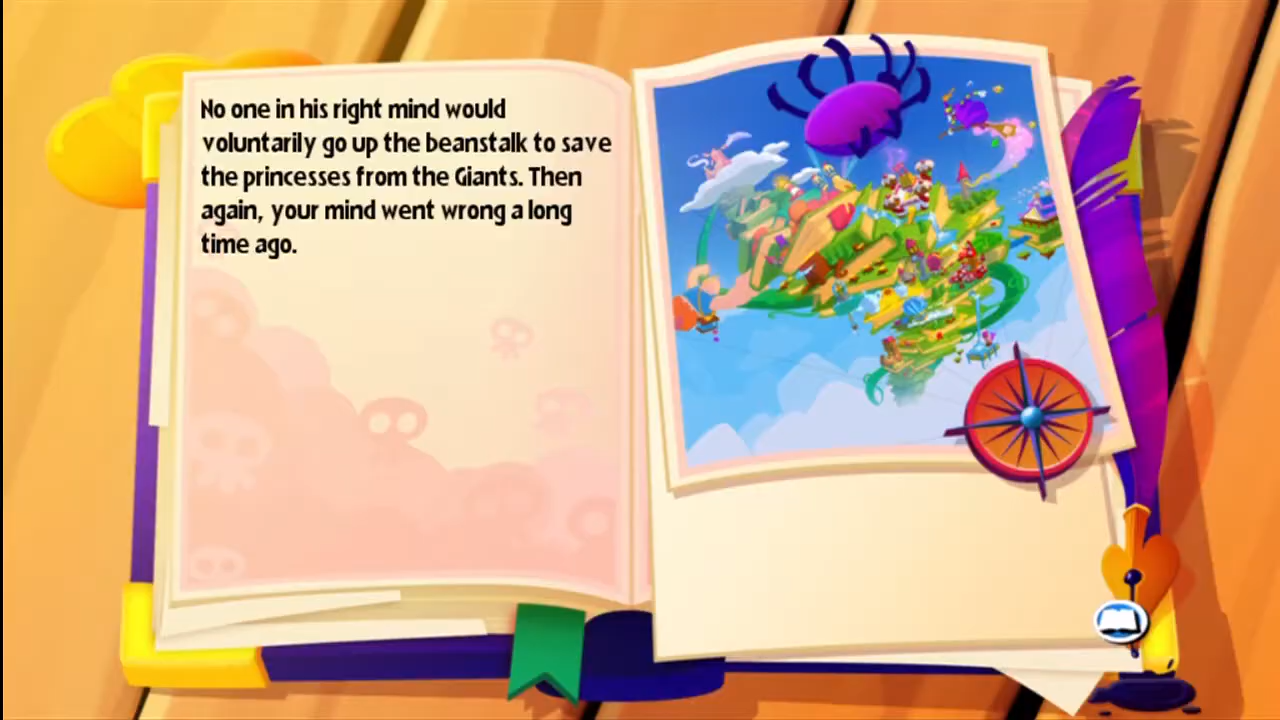 No one in his right mind would
voluntarily go up the beanstalk to save
the princesses from the Giants. Then
again, your mind went wrong a long
time ago.